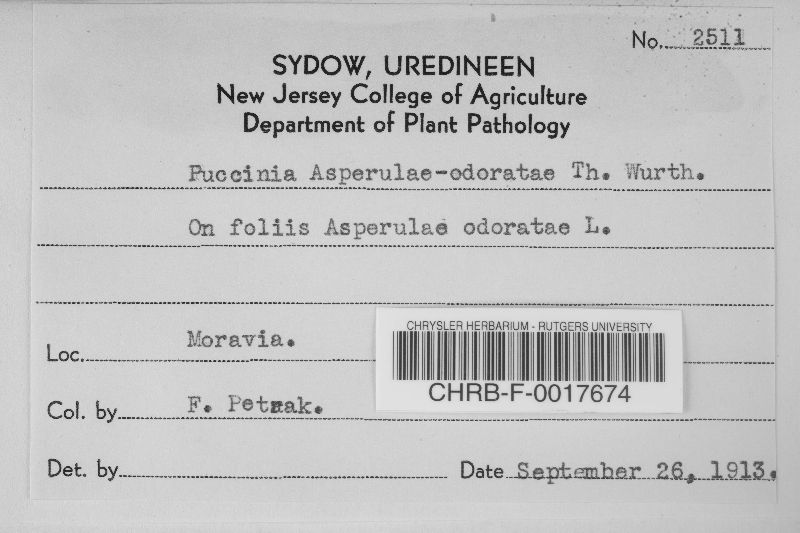 No. 2511
SYDOW, UREDINEEN
New Jersey College of Agriculture
Department of Plant Pathology
Puccinia Asperulae-odoratae Th. Wurth.
On foliis Asperulae odoratae L.
Loc. Moravia.
CHRYSLER HERBARIUM - RUTGERS UNIVERSITY
CHRB-F-0017674
Col. by F. Petrak.
Det. by
Date September 26, 1913.